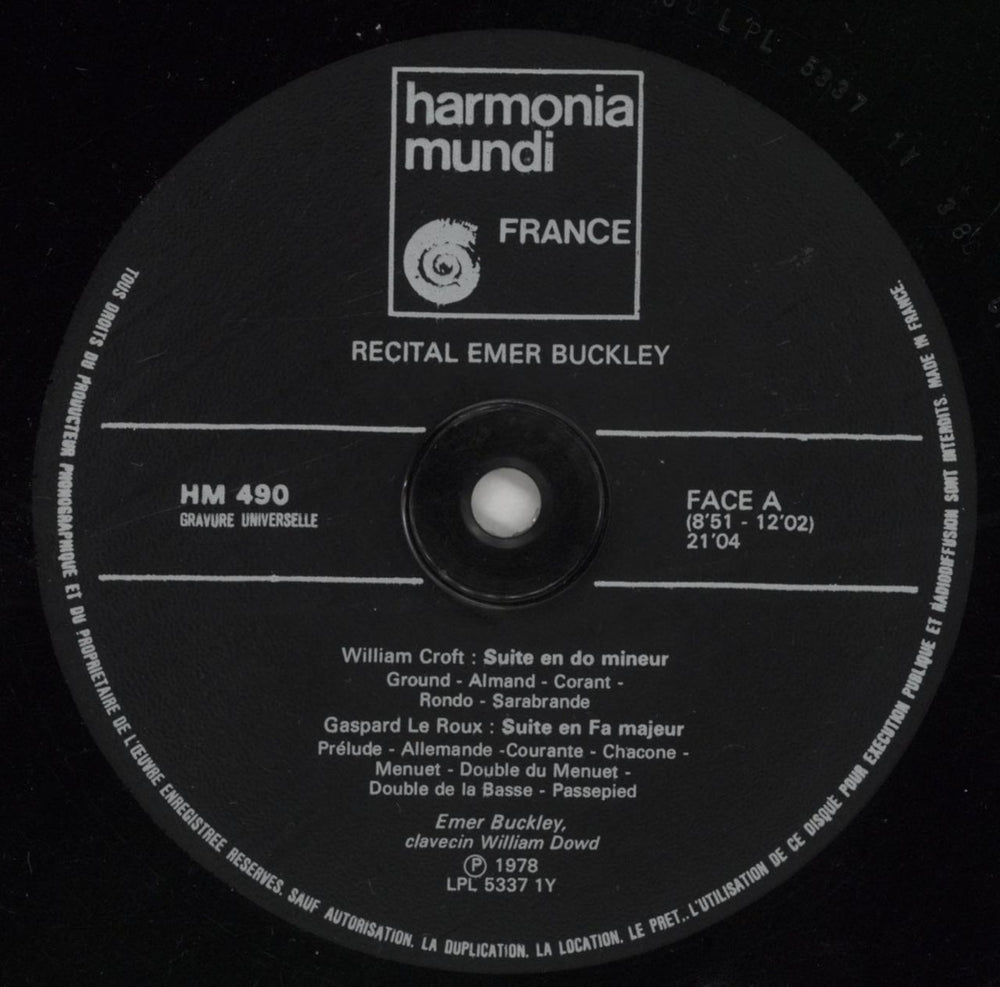 harmonia
mundi
FRANCE
RECITAL EMER BUCKLEY
HM 490
GRAVURE UNIVERSELLE
FACE A
(8'51 - 12'02)
21'04
William Croft : Suite en do mineur
Ground - Almand - Corant -
Rondo - Sarabrande
Gaspard Le Roux : Suite en Fa majeur
Prélude - Allemande -Courante - Chacone -
Menuet - Double du Menuet -
Double de la Basse - Passepied
Emer Buckley,
clavecin William Dowd
Ⓟ 1978
LPL 5337 1Y
TOUS DROITS DU PRODUCTEUR PHONOGRAPHIQUE ET DU PROPRIETAIRE DE L'ŒUVRE ENREGISTREE RESERVES. SAUF AUTORISATION. LA DUPLICATION. LA LOCATION. LE PRET.. L'UTILISATION DE CE DISQUE POUR EXECUTION PUBLIQUE ET RADIODIFFUSION SONT INTERDITS. MADE IN FRANCE.
LPL 5337 1Y